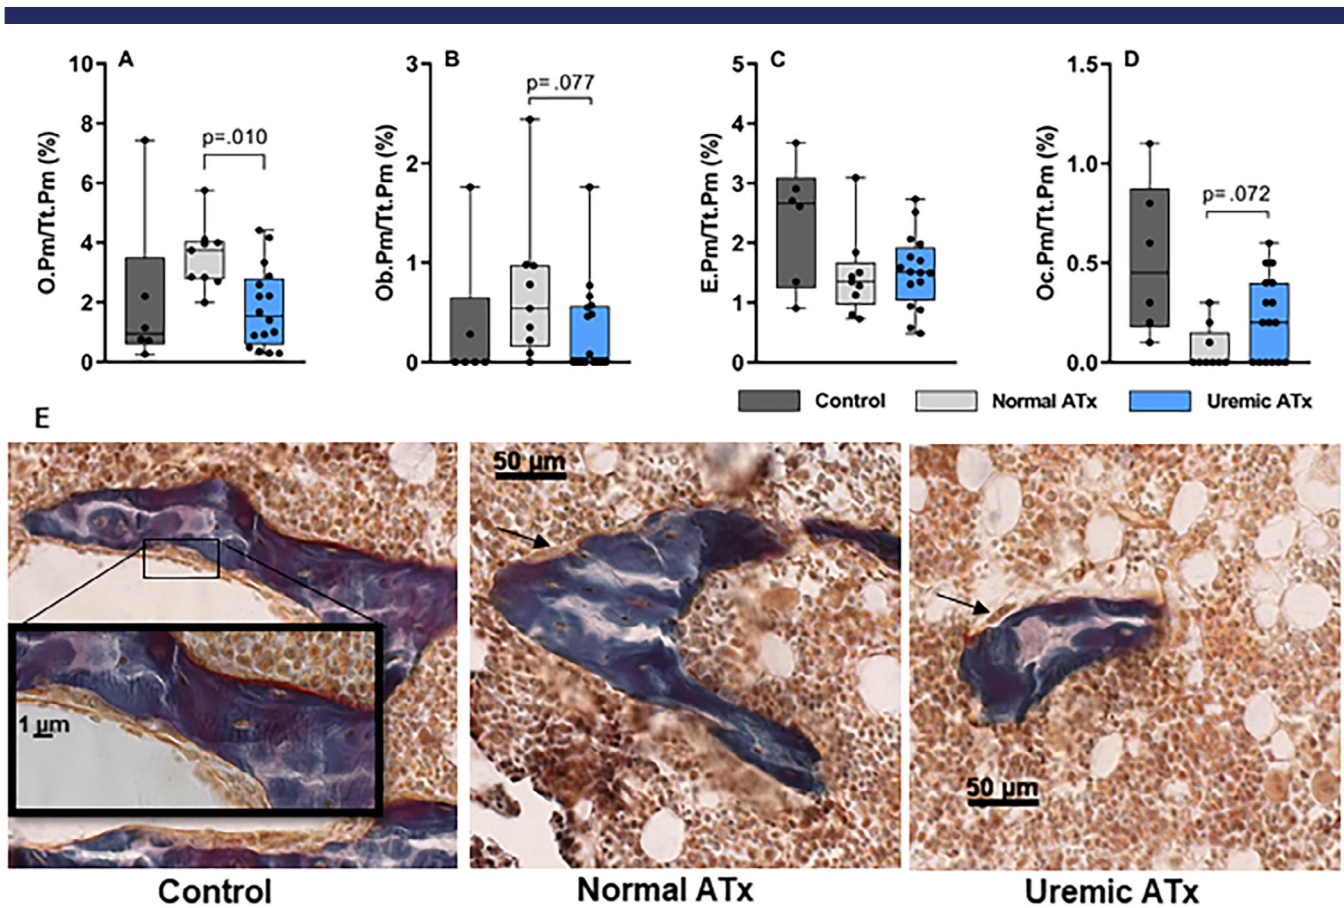 A
B
C
D
10
8
6
4
2
0
O.Pm/Tt.Pm (%)
p=.010
3
2
1
0
Ob.Pm/Tt.Pm (%)
p=.077
5
4
3
2
1
0
E.Pm/Tt.Pm (%)
1.5
1.0
0.5
0.0
Oc.Pm/Tt.Pm (%)
p=.072
Control
Normal ATx
Uremic ATx
E
50 µm
1 µm
50 µm
Control
Normal ATx
Uremic ATx